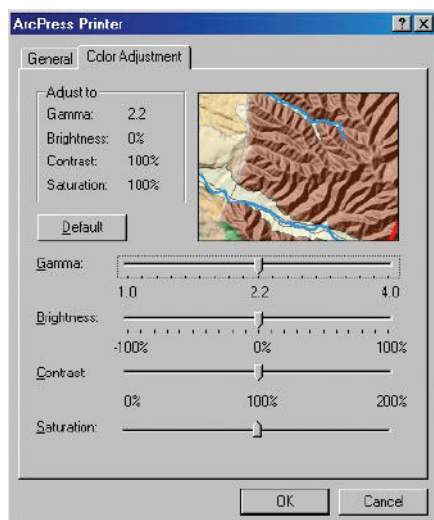 ArcPress Printer
General
Color Adjustment
Adjust to
Gamma: 2.2
Brightness: 0%
Contrast: 100%
Saturation: 100%
Default
Gamma:
1.0 2.2 4.0
Brightness:
-100% 0% 100%
Contrast
0% 100% 200%
Saturation:
OK
Cancel